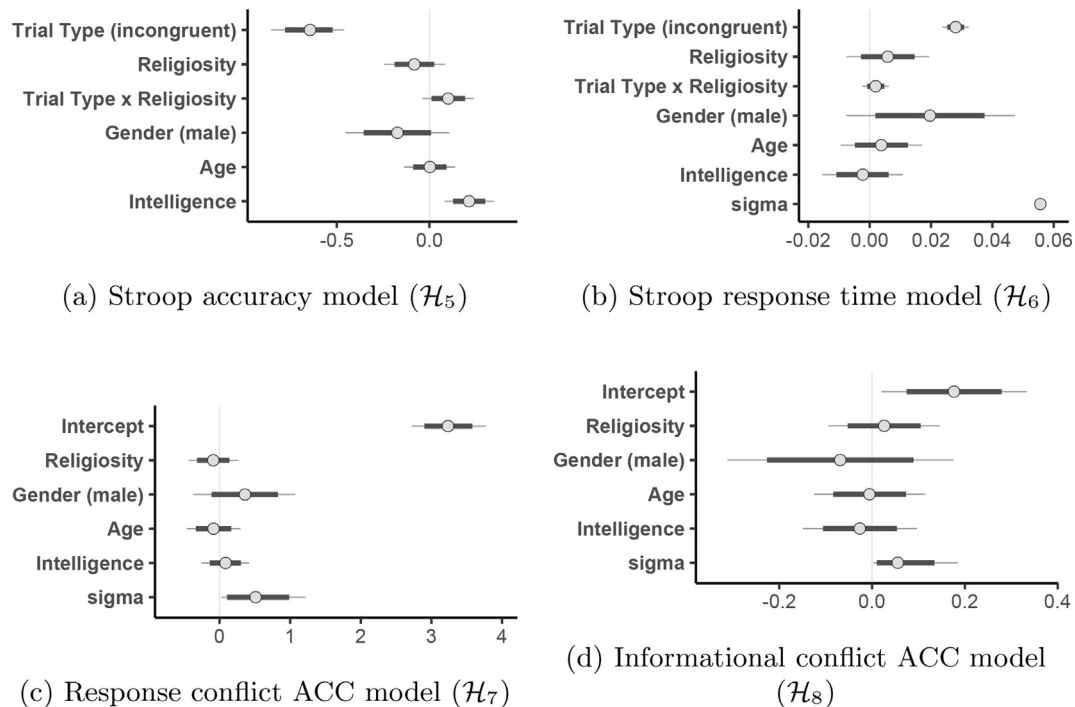 Trial Type (incongruent)
Religiosity
Trial Type x Religiosity
Gender (male)
Age
Intelligence
-0.5
0.0
(a) Stroop accuracy model (ℋ₅)
Trial Type (incongruent)
Religiosity
Trial Type x Religiosity
Gender (male)
Age
Intelligence
sigma
-0.02
0.00
0.02
0.04
0.06
(b) Stroop response time model (ℋ₆)
Intercept
Religiosity
Gender (male)
Age
Intelligence
sigma
0
1
2
3
4
(c) Response conflict ACC model (ℋ₇)
Intercept
Religiosity
Gender (male)
Age
Intelligence
sigma
-0.2
0.0
0.2
0.4
(d) Informational conflict ACC model
(ℋ₈)